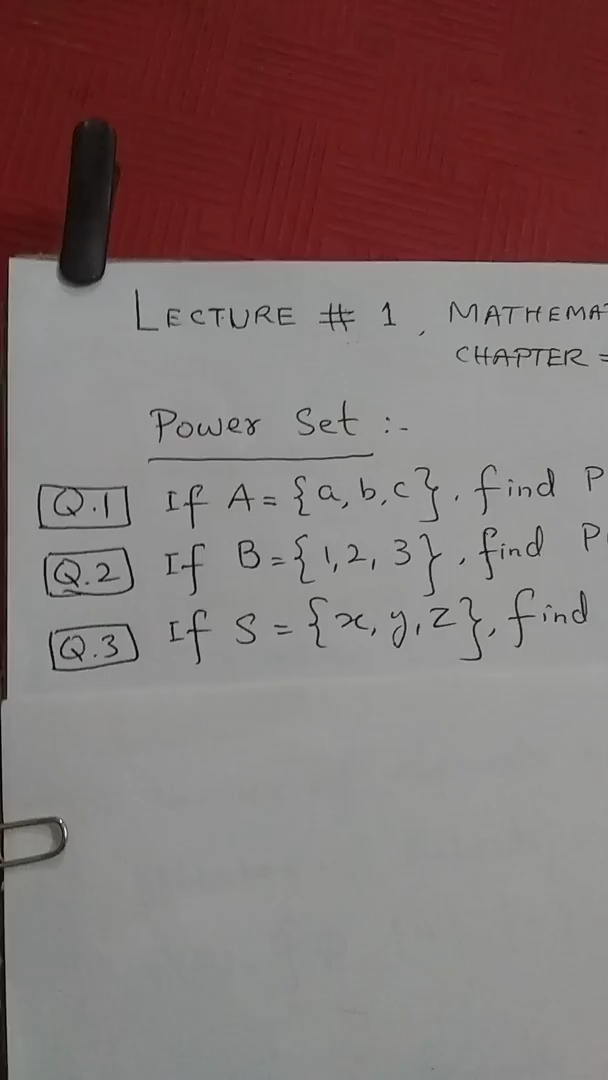 LECTURE # 1, MATHEMA
CHAPTER =
Power Set :-
Q.1 If A = {a, b, c}, find P
Q.2 If B = {1, 2, 3}, find P
Q.3 If S = {x, y, z}, find